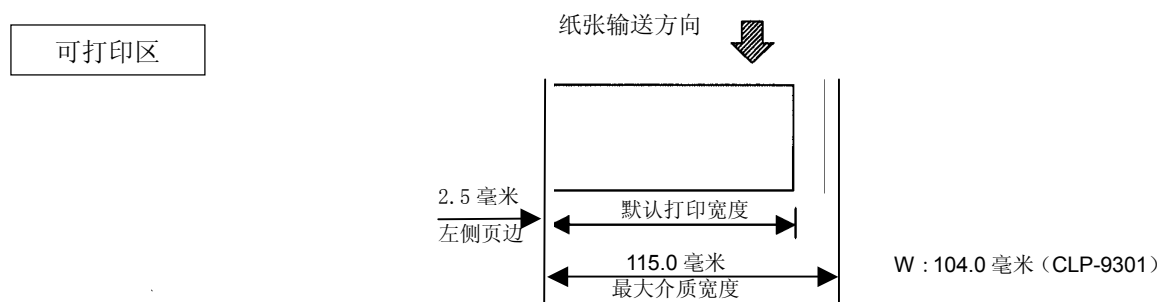 纸张输送方向
可打印区
2.5 毫米
左侧页边
默认打印宽度
115.0 毫米
最大介质宽度
W : 104.0 毫米（CLP-9301）